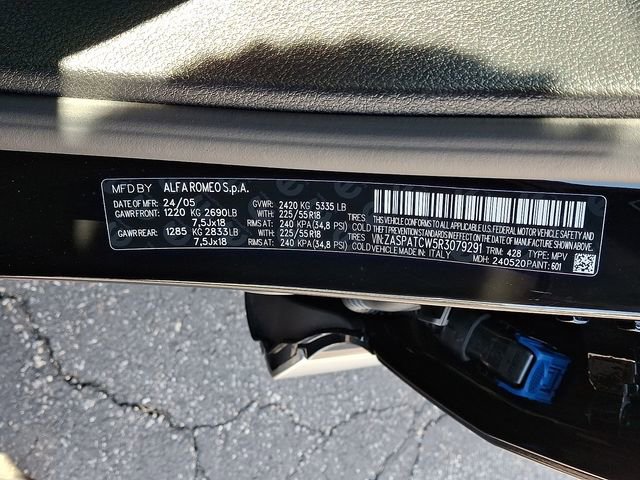 MFD BY ALFA ROMEO S.p.A.
DATE OF MFR: 24/05 GVWR: 2420 KG 5335 LB
GAWR FRONT: 1220 KG 2690LB WITH: 225/55R18 TIRES
7,5Jx18 RIMS AT: 240 KPA (34,8 PSI) COLD
GAWR REAR: 1285 KG 2833LB WITH: 225/55R18 TIRES
7,5Jx18 RIMS AT: 240 KPA (34,8 PSI) COLD
THIS VEHICLE CONFORMS TO ALL APPLICABLE U.S. FEDERAL MOTOR VEHICLE SAFETY AND
THEFT PREVENTION STANDARDS IN EFFECT ON THE DATE OF MANUFACTURE SHOWN ABOVE
VIN: ZASPATCW5R3079291 TYPE: MPV
VEHICLE MADE IN: ITALY TRIM: 428
MDH: 240520 PAINT: 601